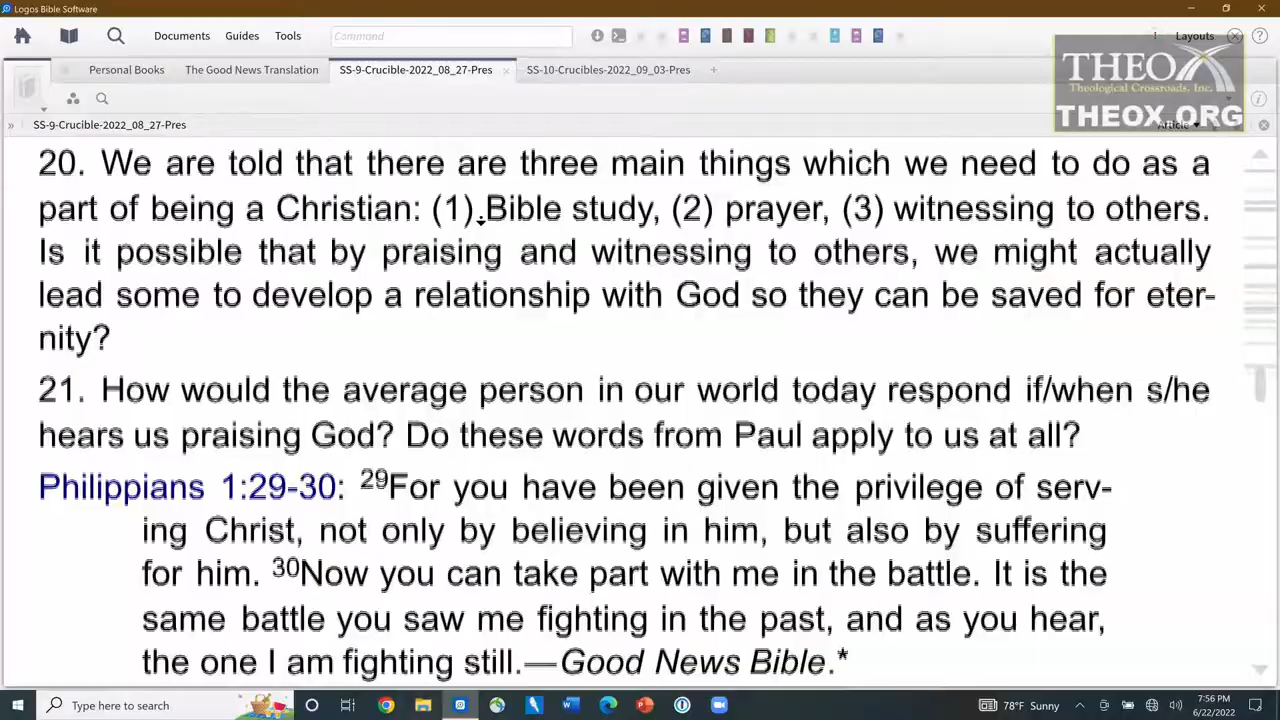 Logos Bible Software
Documents Guides Tools Command Layouts
Personal Books The Good News Translation SS-9-Crucible-2022_08_27-Pres SS-10-Crucibles-2022_09_03-Pres
THEOX
Theological Crossroads, Inc.
THEOX.ORG
» SS-9-Crucible-2022_08_27-Pres Article
20. We are told that there are three main things which we need to do as a
part of being a Christian: (1) Bible study, (2) prayer, (3) witnessing to others.
Is it possible that by praising and witnessing to others, we might actually
lead some to develop a relationship with God so they can be saved for eter-
nity?
21. How would the average person in our world today respond if/when s/he
hears us praising God? Do these words from Paul apply to us at all?
Philippians 1:29-30: 29For you have been given the privilege of serv-
ing Christ, not only by believing in him, but also by suffering
for him. 30Now you can take part with me in the battle. It is the
same battle you saw me fighting in the past, and as you hear,
the one I am fighting still.—Good News Bible.*
Type here to search 78°F Sunny 7:56 PM
6/22/2022